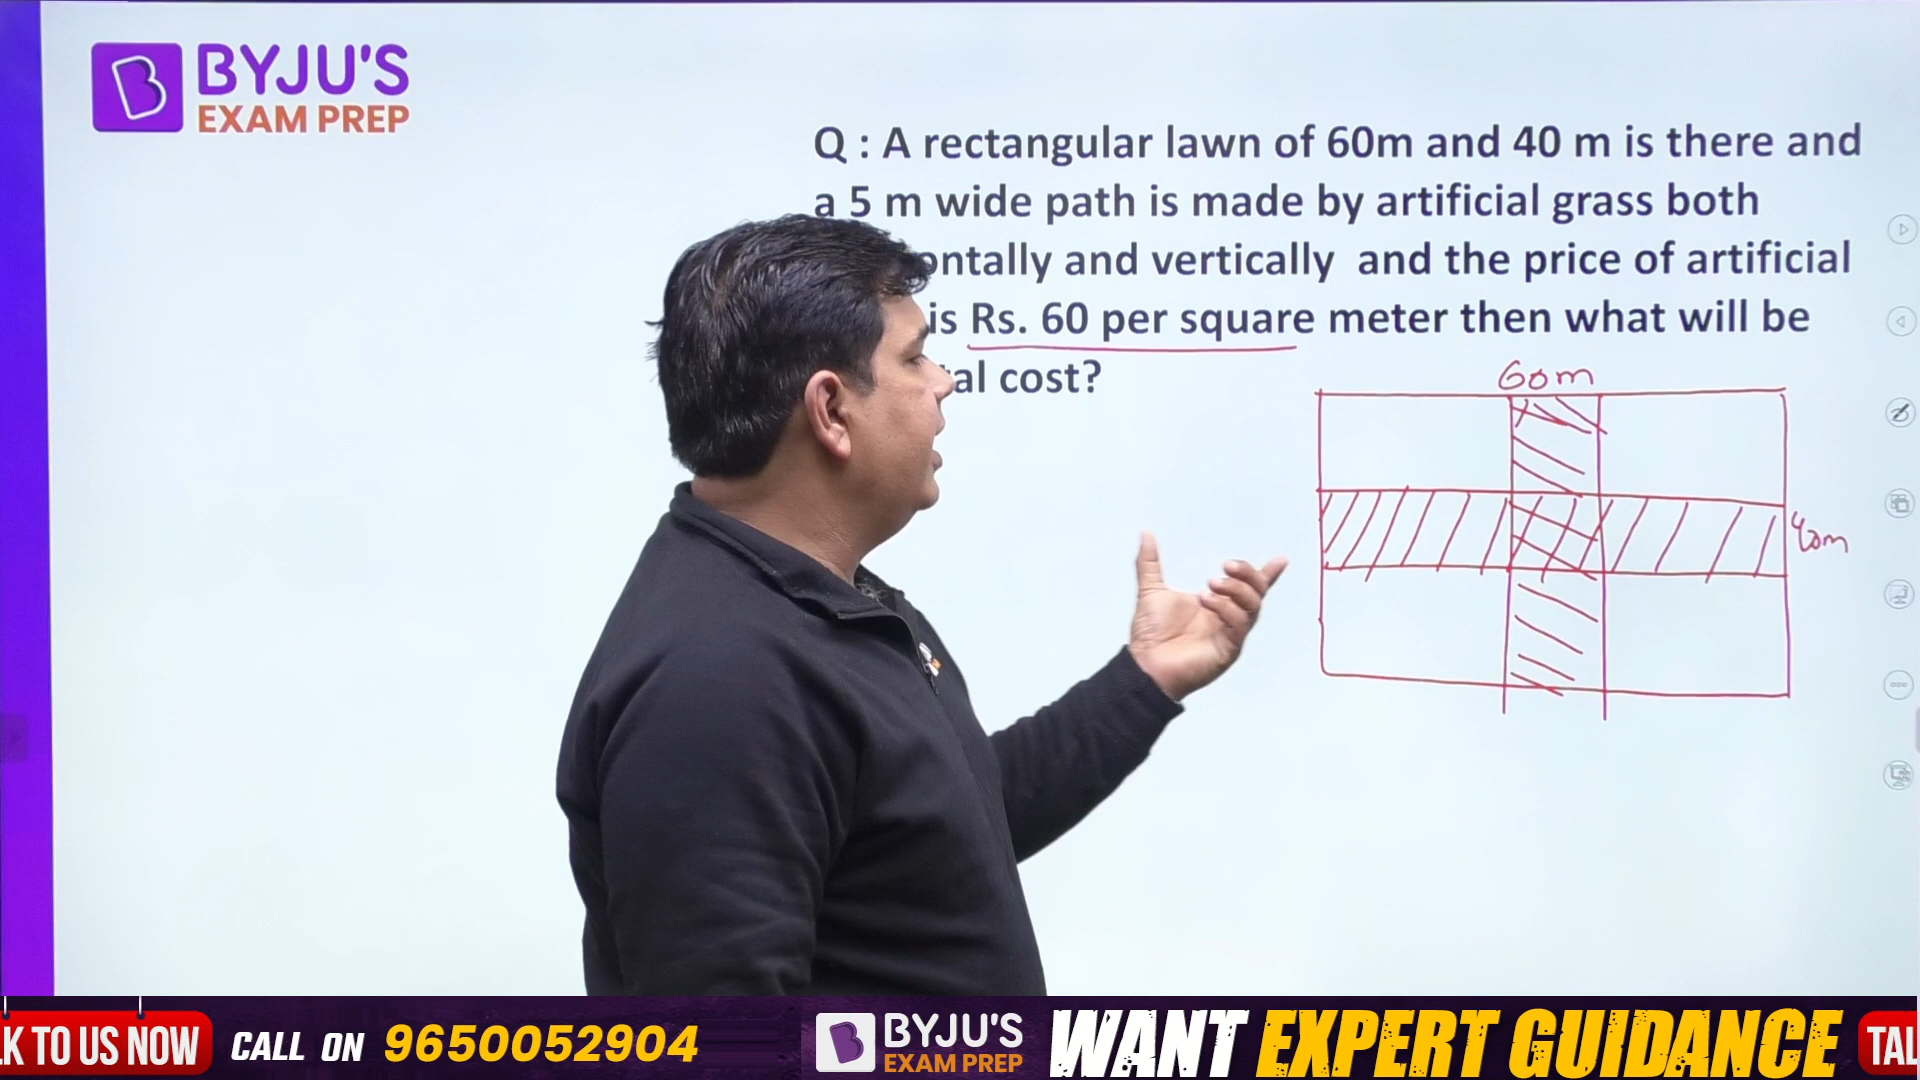 BYJU'S
EXAM PREP
Q : A rectangular lawn of 60m and 40 m is there and
a 5 m wide path is made by artificial grass both
ontally and vertically and the price of artificial
is Rs. 60 per square meter then what will be
al cost?
60m
40m
LK TO US NOW
CALL ON 9650052904
BYJU'S
EXAM PREP
WANT EXPERT GUIDANCE
TAL